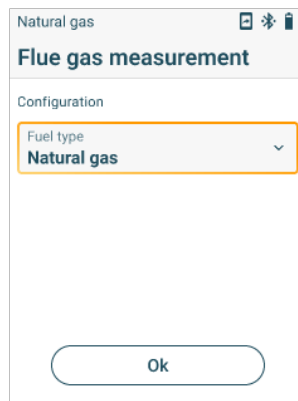 Natural gas
Flue gas measurement
Configuration
Fuel type
Natural gas
Ok